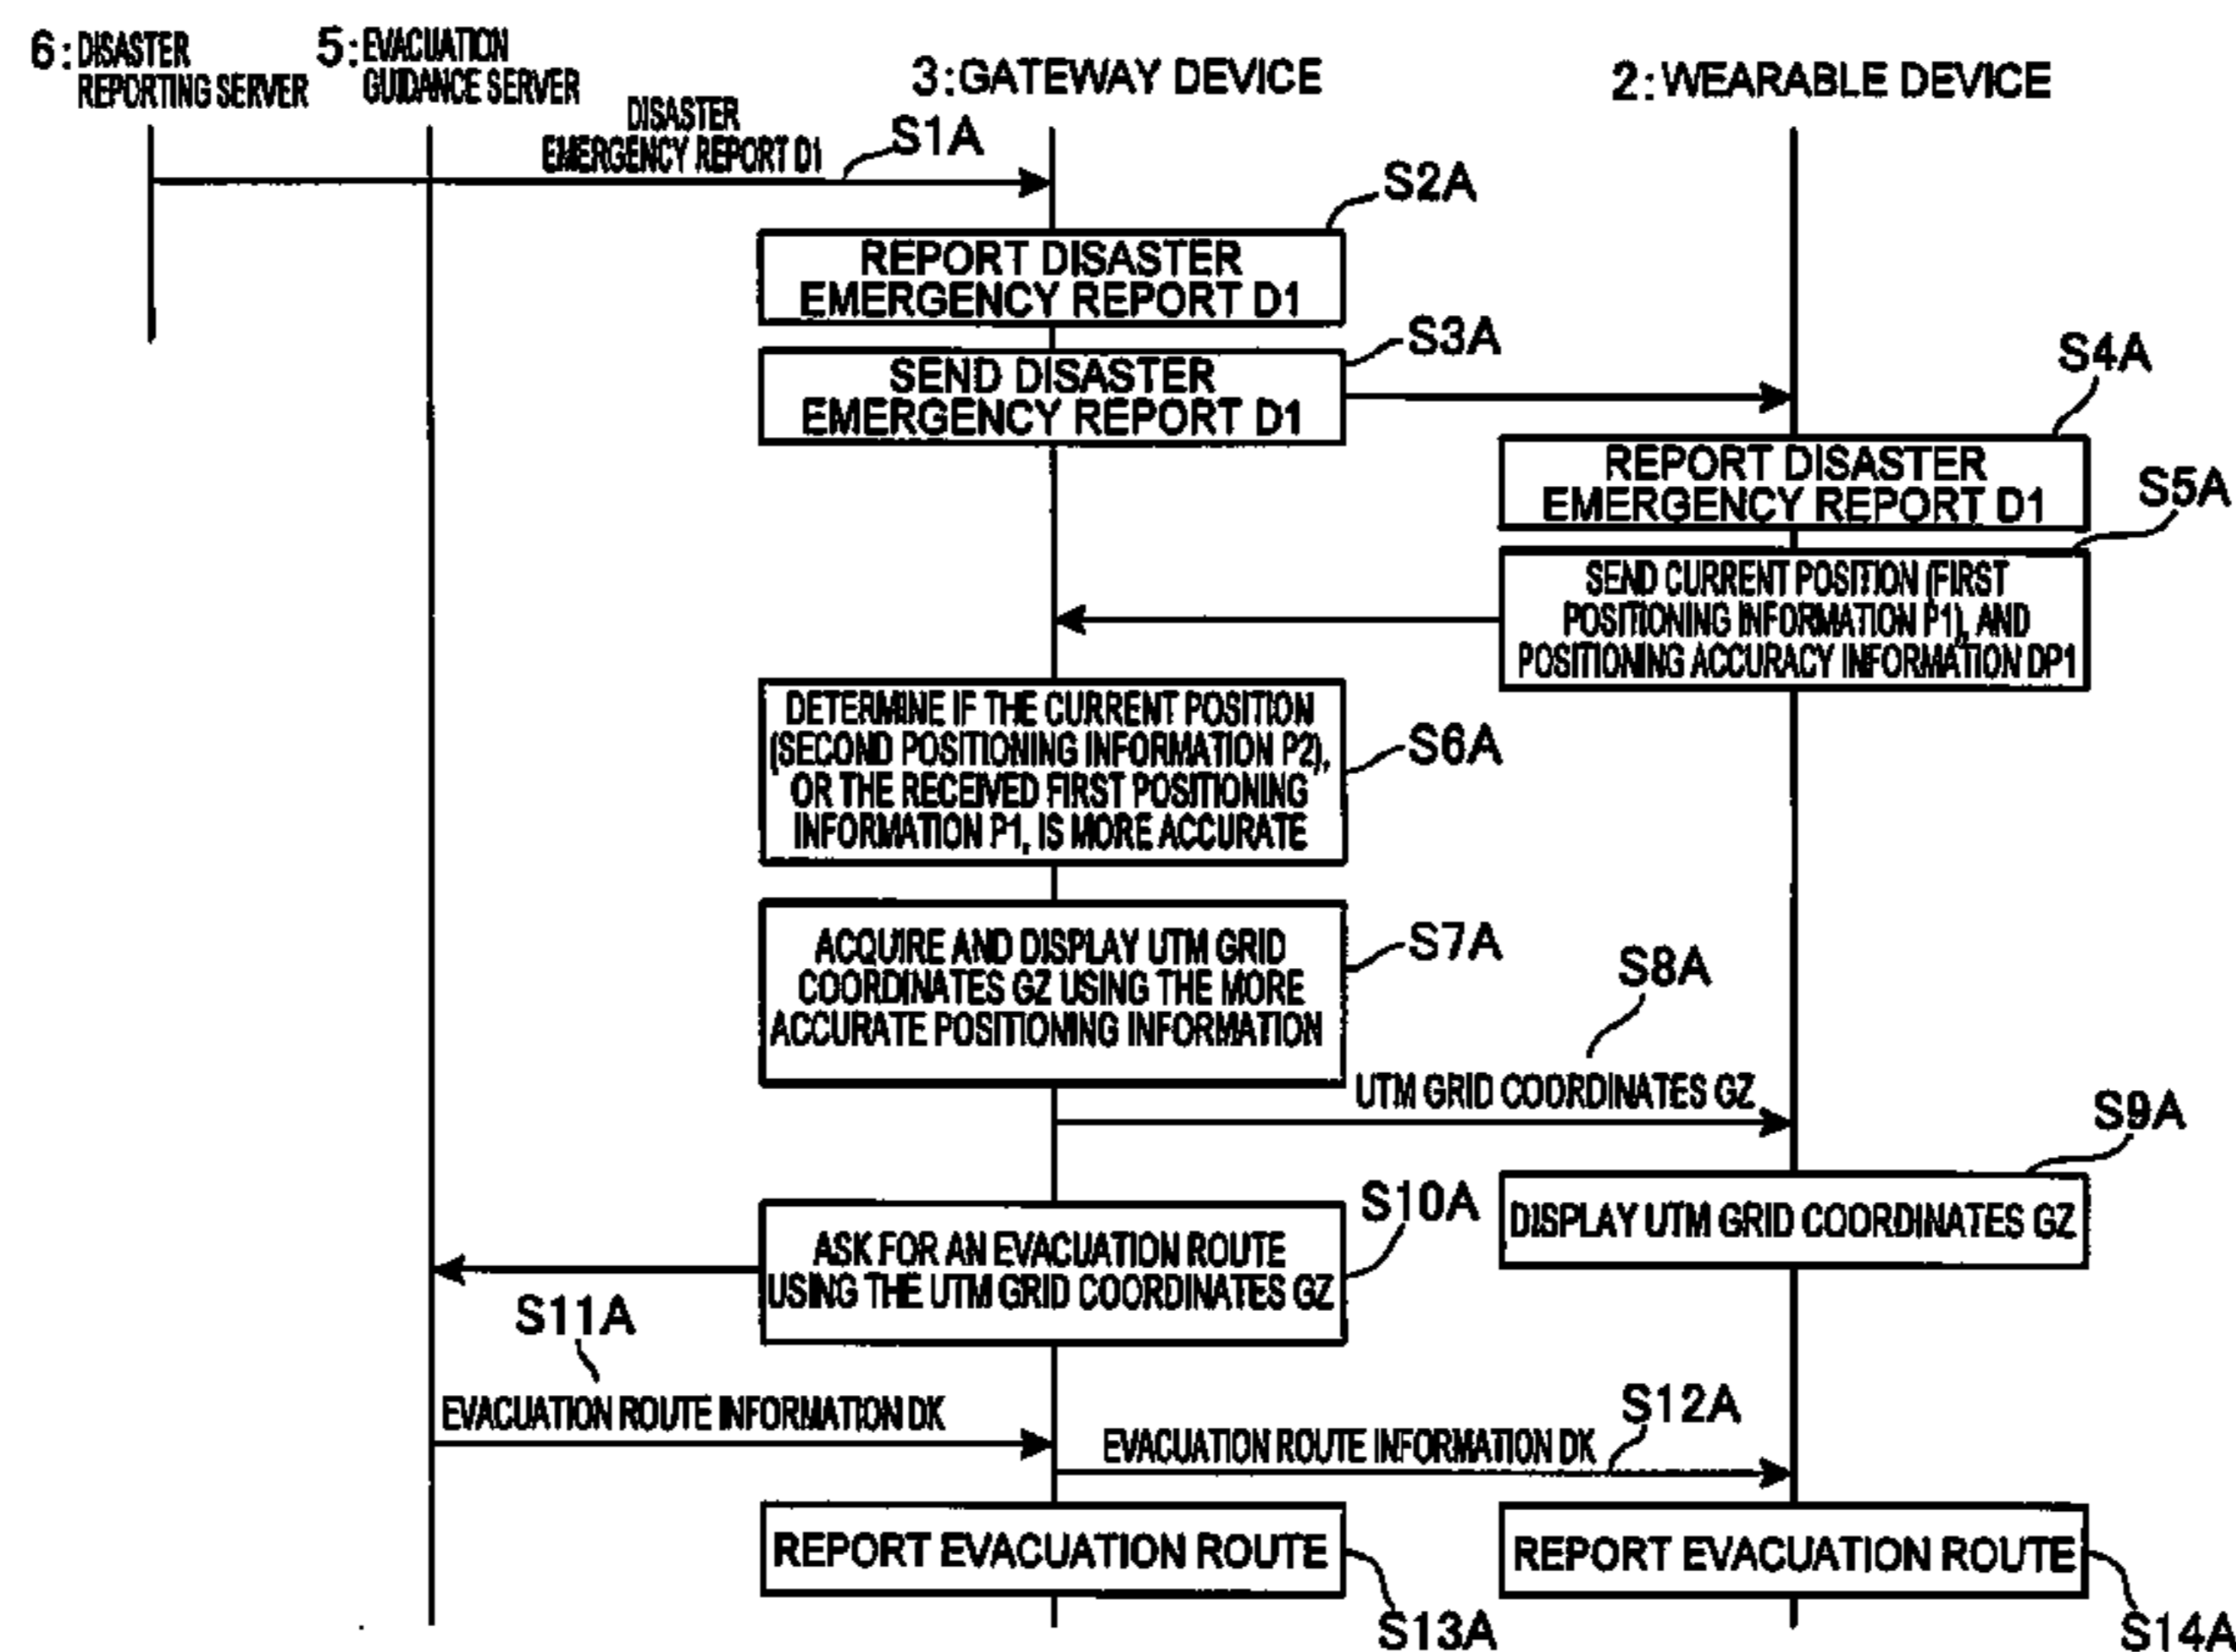 6:DISASTER
REPORTING SERVER
5:EVACUATION
GUIDANCE SERVER
3:GATEWAY DEVICE
2:WEARABLE DEVICE
DISASTER
EMERGENCY REPORT D1
S1A
S2A
REPORT DISASTER
EMERGENCY REPORT D1
S3A
SEND DISASTER
EMERGENCY REPORT D1
S4A
REPORT DISASTER
EMERGENCY REPORT D1
S5A
SEND CURRENT POSITION (FIRST
POSITIONING INFORMATION P1), AND
POSITIONING ACCURACY INFORMATION DP1
DETERMINE IF THE CURRENT POSITION
(SECOND POSITIONING INFORMATION P2),
OR THE RECEIVED FIRST POSITIONING
INFORMATION P1, IS MORE ACCURATE
S6A
ACQUIRE AND DISPLAY UTM GRID
COORDINATES GZ USING THE MORE
ACCURATE POSITIONING INFORMATION
S7A
S8A
UTM GRID COORDINATES GZ
S9A
DISPLAY UTM GRID COORDINATES GZ
S10A
ASK FOR AN EVACUATION ROUTE
USING THE UTM GRID COORDINATES GZ
S11A
EVACUATION ROUTE INFORMATION DK
S12A
EVACUATION ROUTE INFORMATION DK
REPORT EVACUATION ROUTE
S13A
REPORT EVACUATION ROUTE
S14A